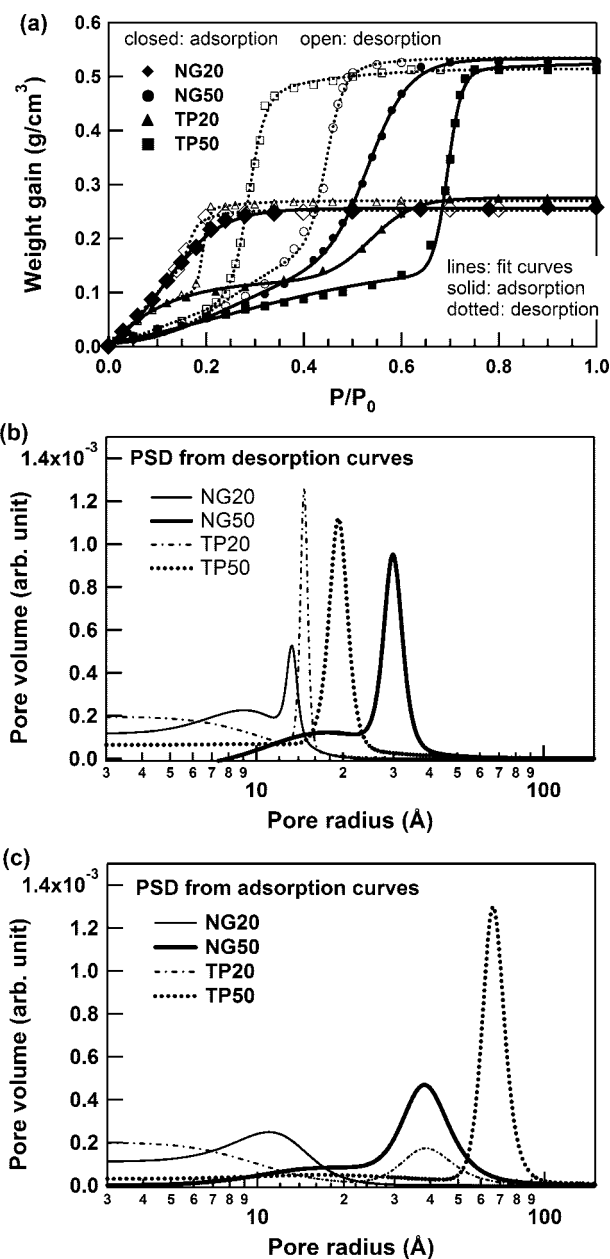 (a)
0.6
0.5
0.4
0.3
0.2
0.1
0.0
Weight gain (g/cm³)
closed: adsorption open: desorption
NG20
NG50
TP20
TP50
lines: fit curves
solid: adsorption
dotted: desorption
0.0 0.2 0.4 0.6 0.8 1.0
P/P₀
(b)
1.4x10⁻³
1.2
1.0
0.8
0.6
0.4
0.2
0.0
Pore volume (arb. unit)
PSD from desorption curves
NG20
NG50
TP20
TP50
3 4 5 6 7 8 9 2 3 4 5 6 7 8 9
10 100
Pore radius (Å)
(c)
1.4x10⁻³
1.2
1.0
0.8
0.6
0.4
0.2
0.0
Pore volume (arb. unit)
PSD from adsorption curves
NG20
NG50
TP20
TP50
3 4 5 6 7 8 9 2 3 4 5 6 7 8 9
10 100
Pore radius (Å)